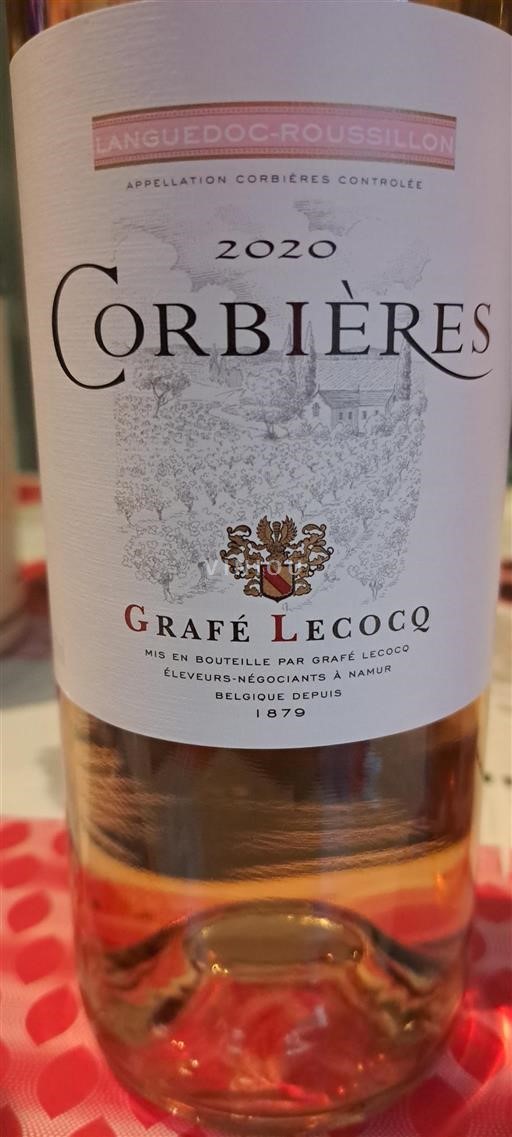 LANGUEDOC-ROUSSILLON
APPELLATION CORBIÈRES CONTROLÉE
2020
CORBIÈRES
GRAFÉ LECOCQ
MIS EN BOUTEILLE PAR GRAFÉ LECOCQ
ÉLEVEURS-NÉGOCIANTS À NAMUR
BELGIQUE DEPUIS
1879